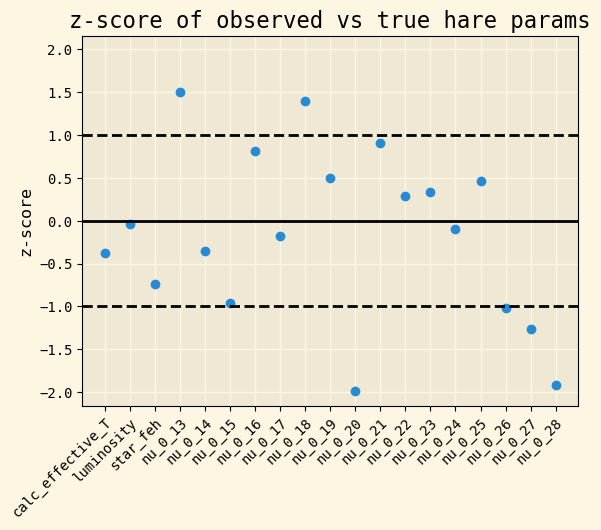 z-score of observed vs true hare params
z-score
2.0
1.5
1.0
0.5
0.0
−0.5
−1.0
−1.5
−2.0
calc_effective_T
luminosity
star_feh
nu_0_13
nu_0_14
nu_0_15
nu_0_16
nu_0_17
nu_0_18
nu_0_19
nu_0_20
nu_0_21
nu_0_22
nu_0_23
nu_0_24
nu_0_25
nu_0_26
nu_0_27
nu_0_28